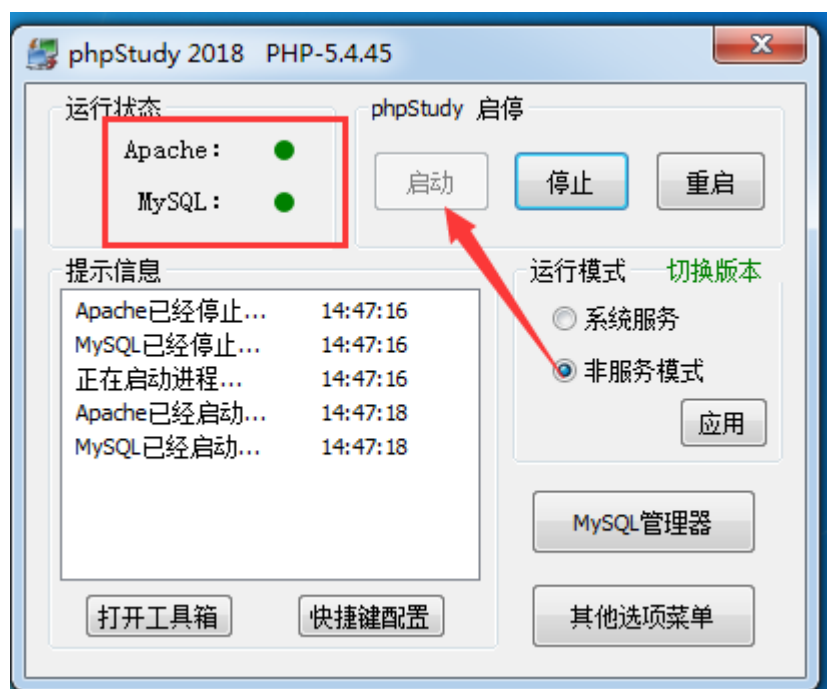 phpStudy 2018 PHP-5.4.45
x
运行状态
Apache:
MySQL:
phpStudy 启停
启动 停止 重启
提示信息
Apache已经停止... 14:47:16
MySQL已经停止... 14:47:16
正在启动进程... 14:47:16
Apache已经启动... 14:47:18
MySQL已经启动... 14:47:18
打开工具箱 快捷键配置
运行模式 切换版本
系统服务
非服务模式
应用
MySQL管理器
其他选项菜单